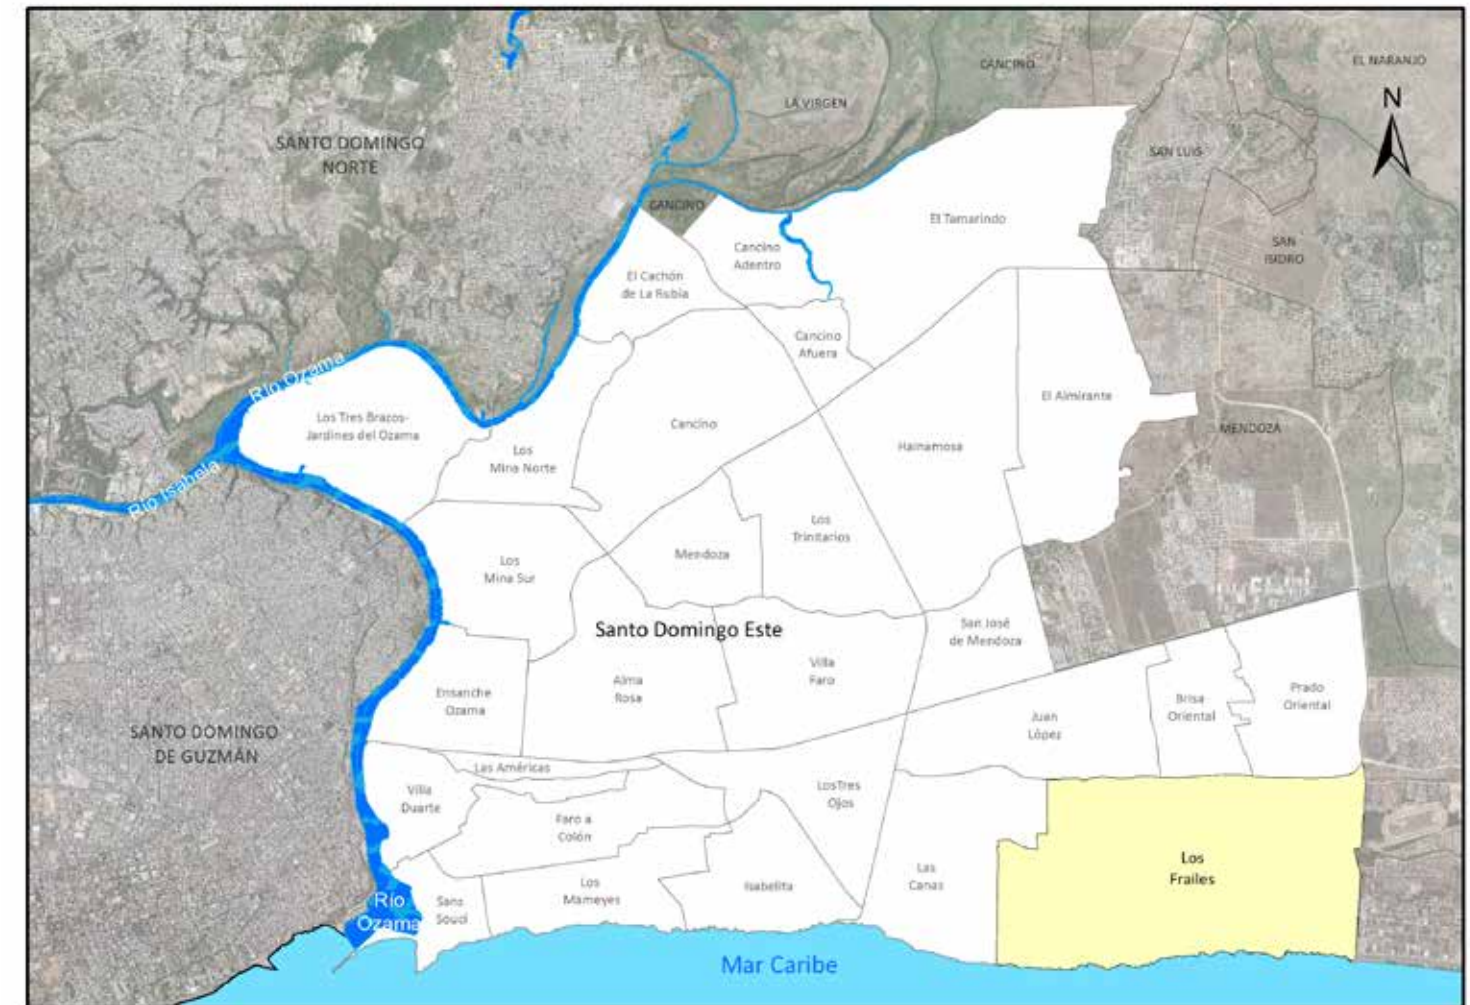 CANCINO
EL NARANJO
N
LA VIRGEN
SANTO DOMINGO
NORTE
SAN LUIS
CANCINO
El Tamarindo
SAN
ISIDRO
Cancino
Adentro
El Cachón
de La Rubia
Cancino
Afuera
Río Ozama
El Almirante
Los Tres Brazos-
Jardines del Ozama
Cancino
MENDOZA
Hainamosa
Los
Mina Norte
Río Isabela
Los
Trinitarios
Mendoza
Los
Mina Sur
Santo Domingo Este
San José
de Mendoza
Villa
Faro
Alma
Rosa
Ensanche
Ozama
Prado
Oriental
Brisa
Oriental
Juan
López
SANTO DOMINGO
DE GUZMÁN
Las Américas
Villa
Duarte
LosTres
Ojos
Faro a
Colón
Los
Frailes
Las
Canas
Los
Mameyes
Isabelita
Sans
Souci
Río
Ozama
Mar Caribe